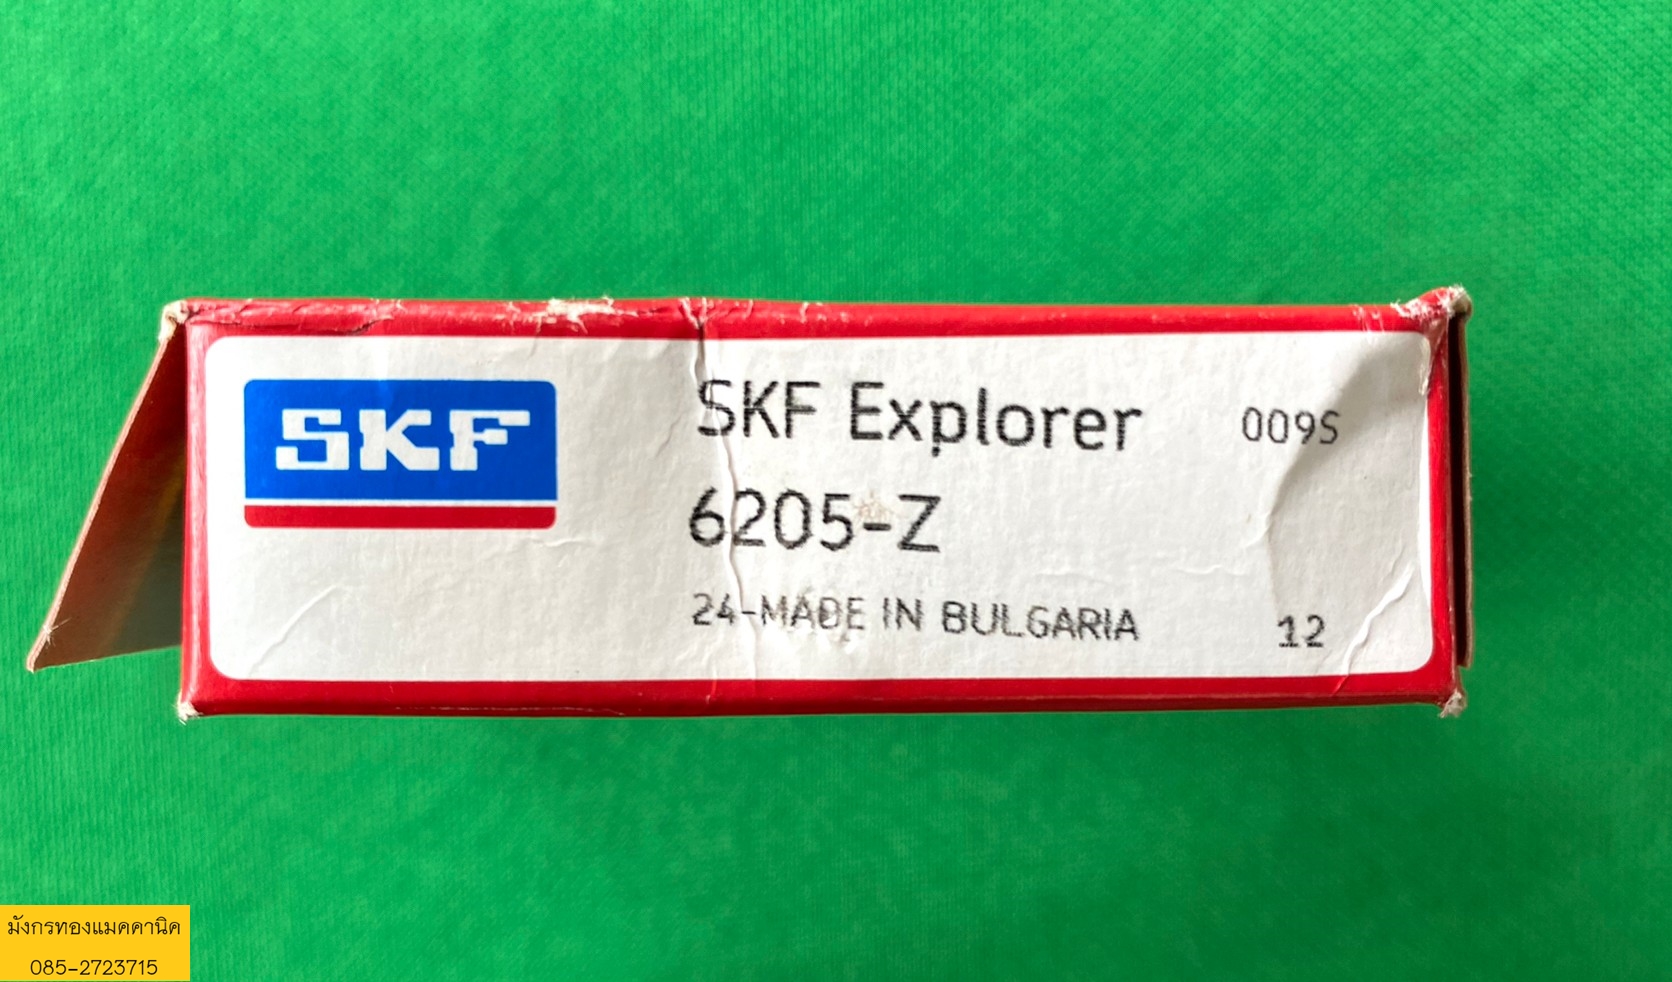 SKF
SKF Explorer 009S
6205-Z
24-MADE IN BULGARIA 12
มังกรทองแมคคานิค
085-2723715